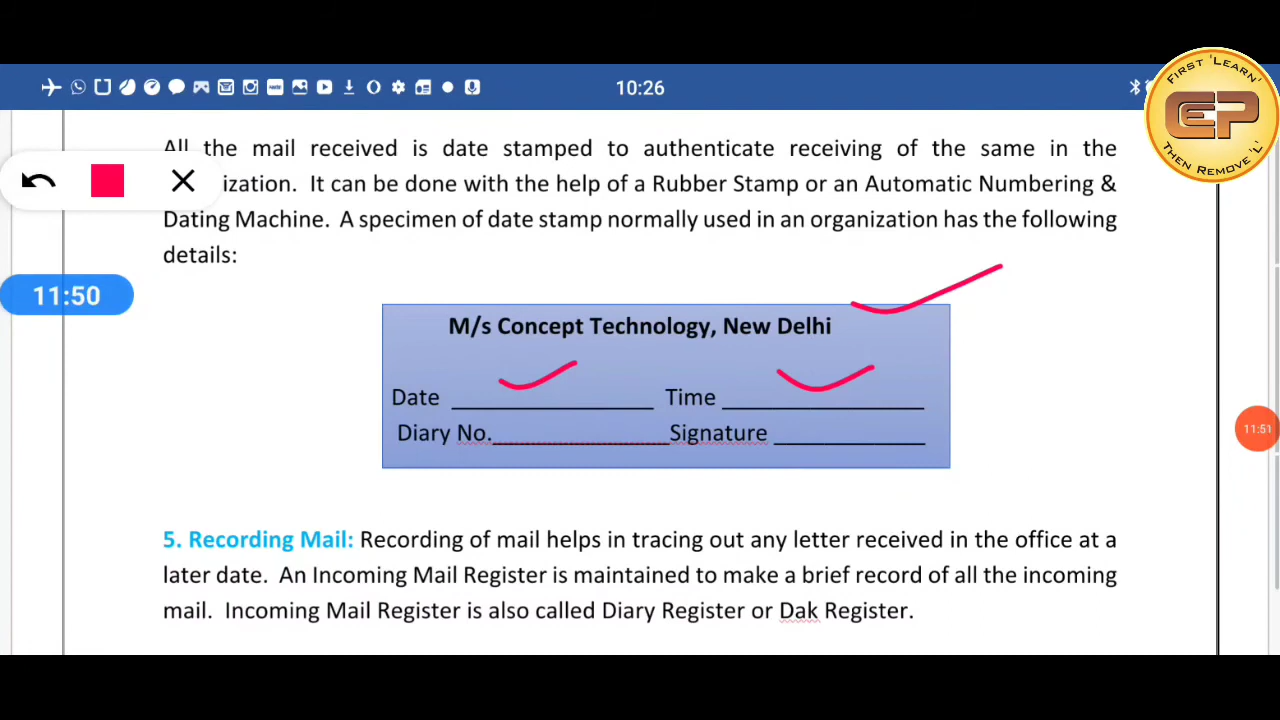 10:26
FIRST 'LEARN'
EP
THEN REMOVE 'L'
All the mail received is date stamped to authenticate receiving of the same in the
ization. It can be done with the help of a Rubber Stamp or an Automatic Numbering &
Dating Machine. A specimen of date stamp normally used in an organization has the following
details:
11:50
M/s Concept Technology, New Delhi
Date ________________ Time ________________
Diary No.______________Signature ____________
11:51
5. Recording Mail: Recording of mail helps in tracing out any letter received in the office at a
later date. An Incoming Mail Register is maintained to make a brief record of all the incoming
mail. Incoming Mail Register is also called Diary Register or Dak Register.